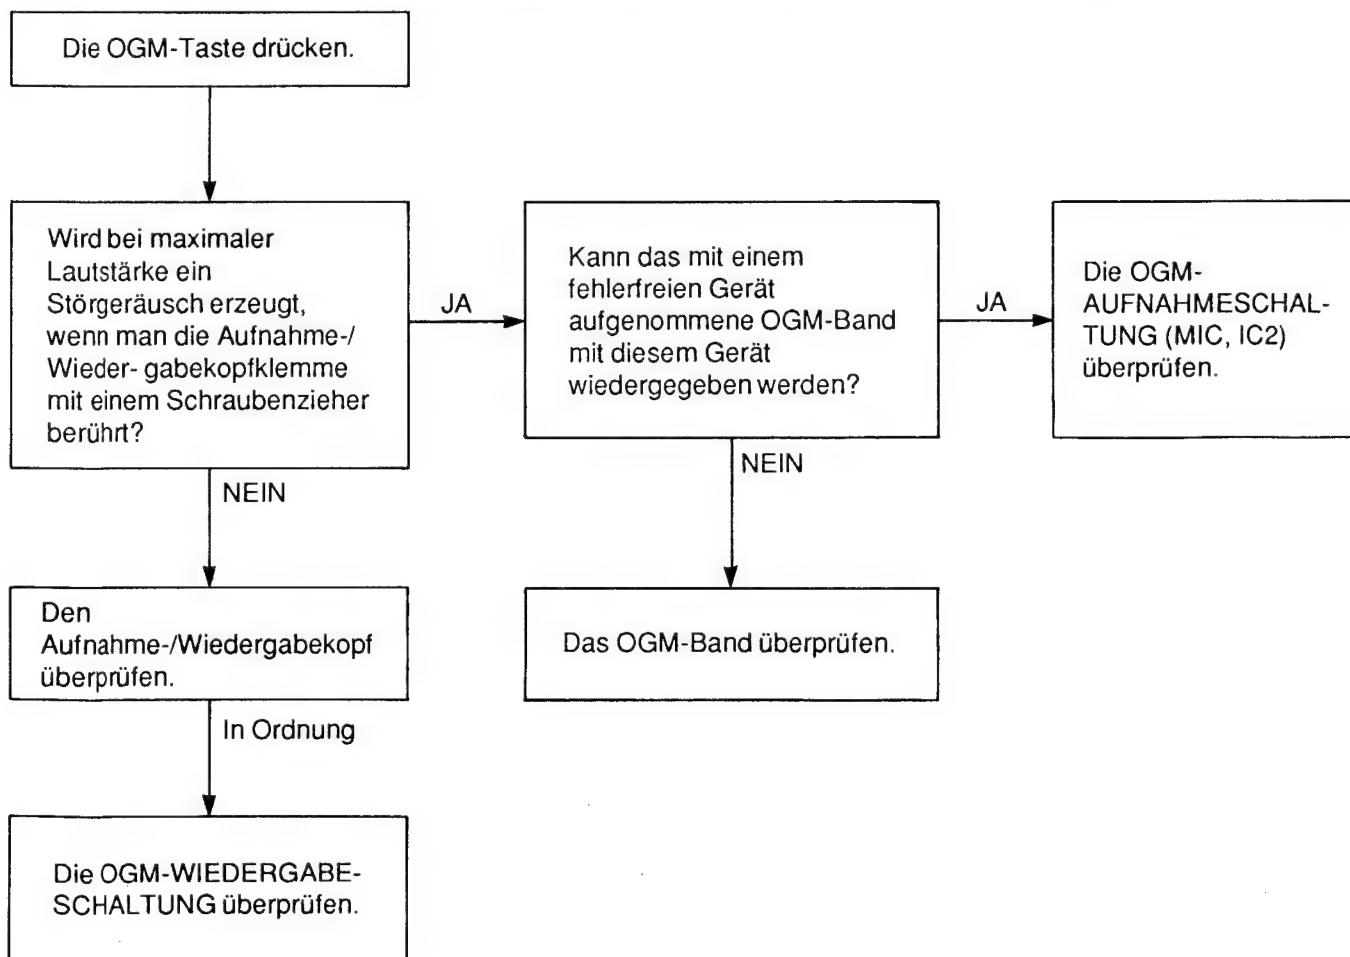 Die OGM-Taste drücken.
Wird bei maximaler
Lautstärke ein
Störgeräusch erzeugt,
wenn man die Aufnahme-/
Wieder- gabekopfklemme
mit einem Schraubenzieher
berührt?
JA
Kann das mit einem
fehlerfreien Gerät
aufgenommene OGM-Band
mit diesem Gerät
wiedergegeben werden?
JA
Die OGM-
AUFNAHMESCHAL-
TUNG (MIC, IC2)
überprüfen.
NEIN
NEIN
Den
Aufnahme-/Wiedergabekopf
überprüfen.
Das OGM-Band überprüfen.
In Ordnung
Die OGM-WIEDERGABE-
SCHALTUNG überprüfen.